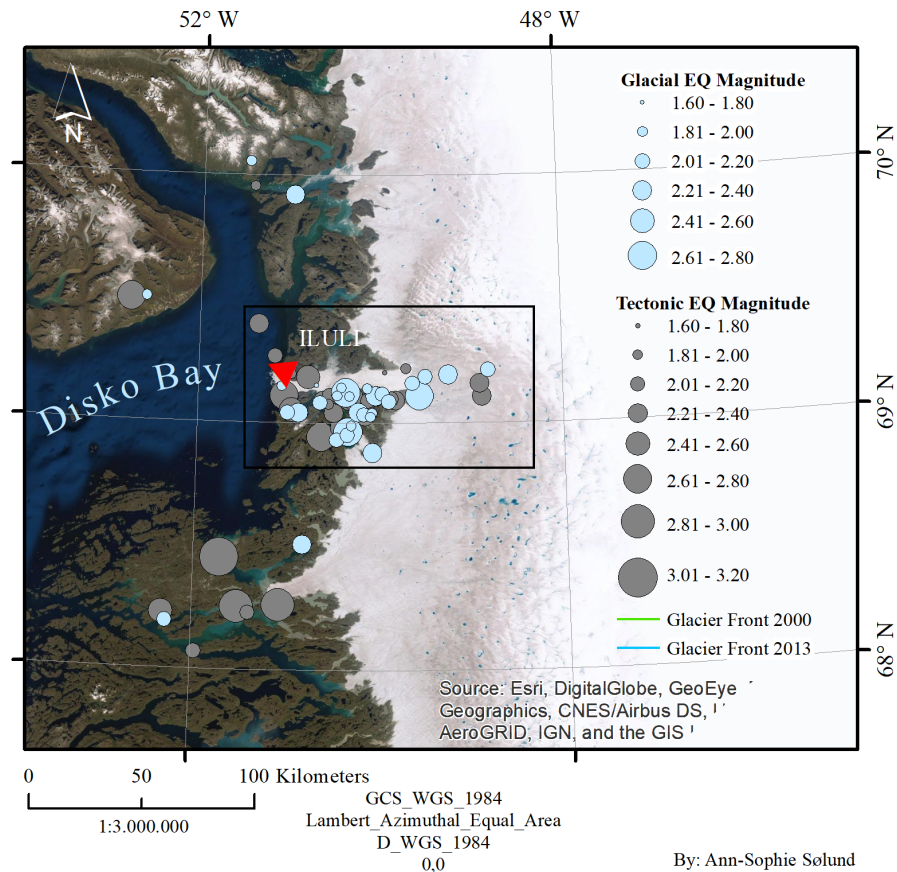 52° W
48° W
N
Glacial EQ Magnitude
1.60 - 1.80
1.81 - 2.00
2.01 - 2.20
2.21 - 2.40
2.41 - 2.60
2.61 - 2.80
70° N
Tectonic EQ Magnitude
1.60 - 1.80
1.81 - 2.00
2.01 - 2.20
2.21 - 2.40
2.41 - 2.60
2.61 - 2.80
2.81 - 3.00
3.01 - 3.20
ILULI
Disko Bay
69° N
Glacier Front 2000
Glacier Front 2013
68° N
Source: Esri, DigitalGlobe, GeoEye
Geographics, CNES/Airbus DS,
AeroGRID, IGN, and the GIS
0 50 100 Kilometers
1:3.000.000
GCS_WGS_1984
Lambert_Azimuthal_Equal_Area
D_WGS_1984
0,0
By: Ann-Sophie Sølund